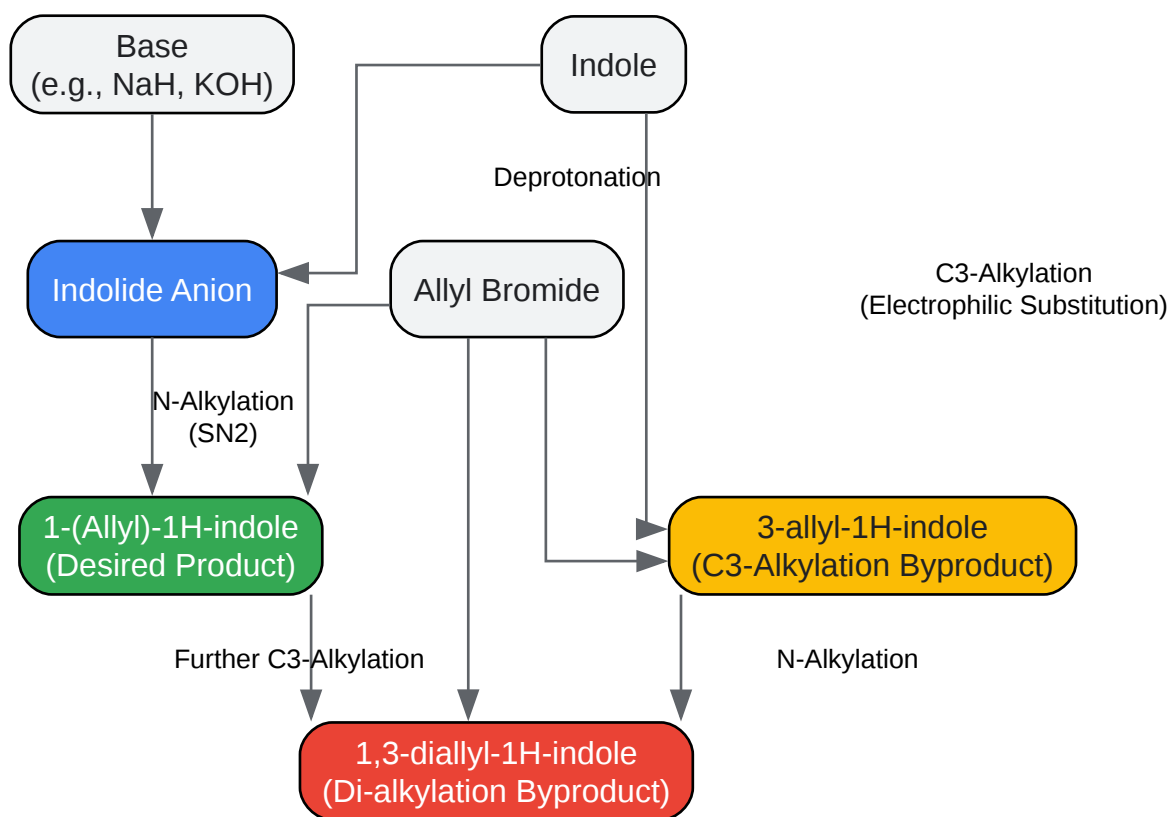 Base
(e.g., NaH, KOH)
Indole
Deprotonation
Indolide Anion
Allyl Bromide
C3-Alkylation
(Electrophilic Substitution)
N-Alkylation
(SN2)
1-(Allyl)-1H-indole
(Desired Product)
3-allyl-1H-indole
(C3-Alkylation Byproduct)
Further C3-Alkylation
N-Alkylation
1,3-diallyl-1H-indole
(Di-alkylation Byproduct)